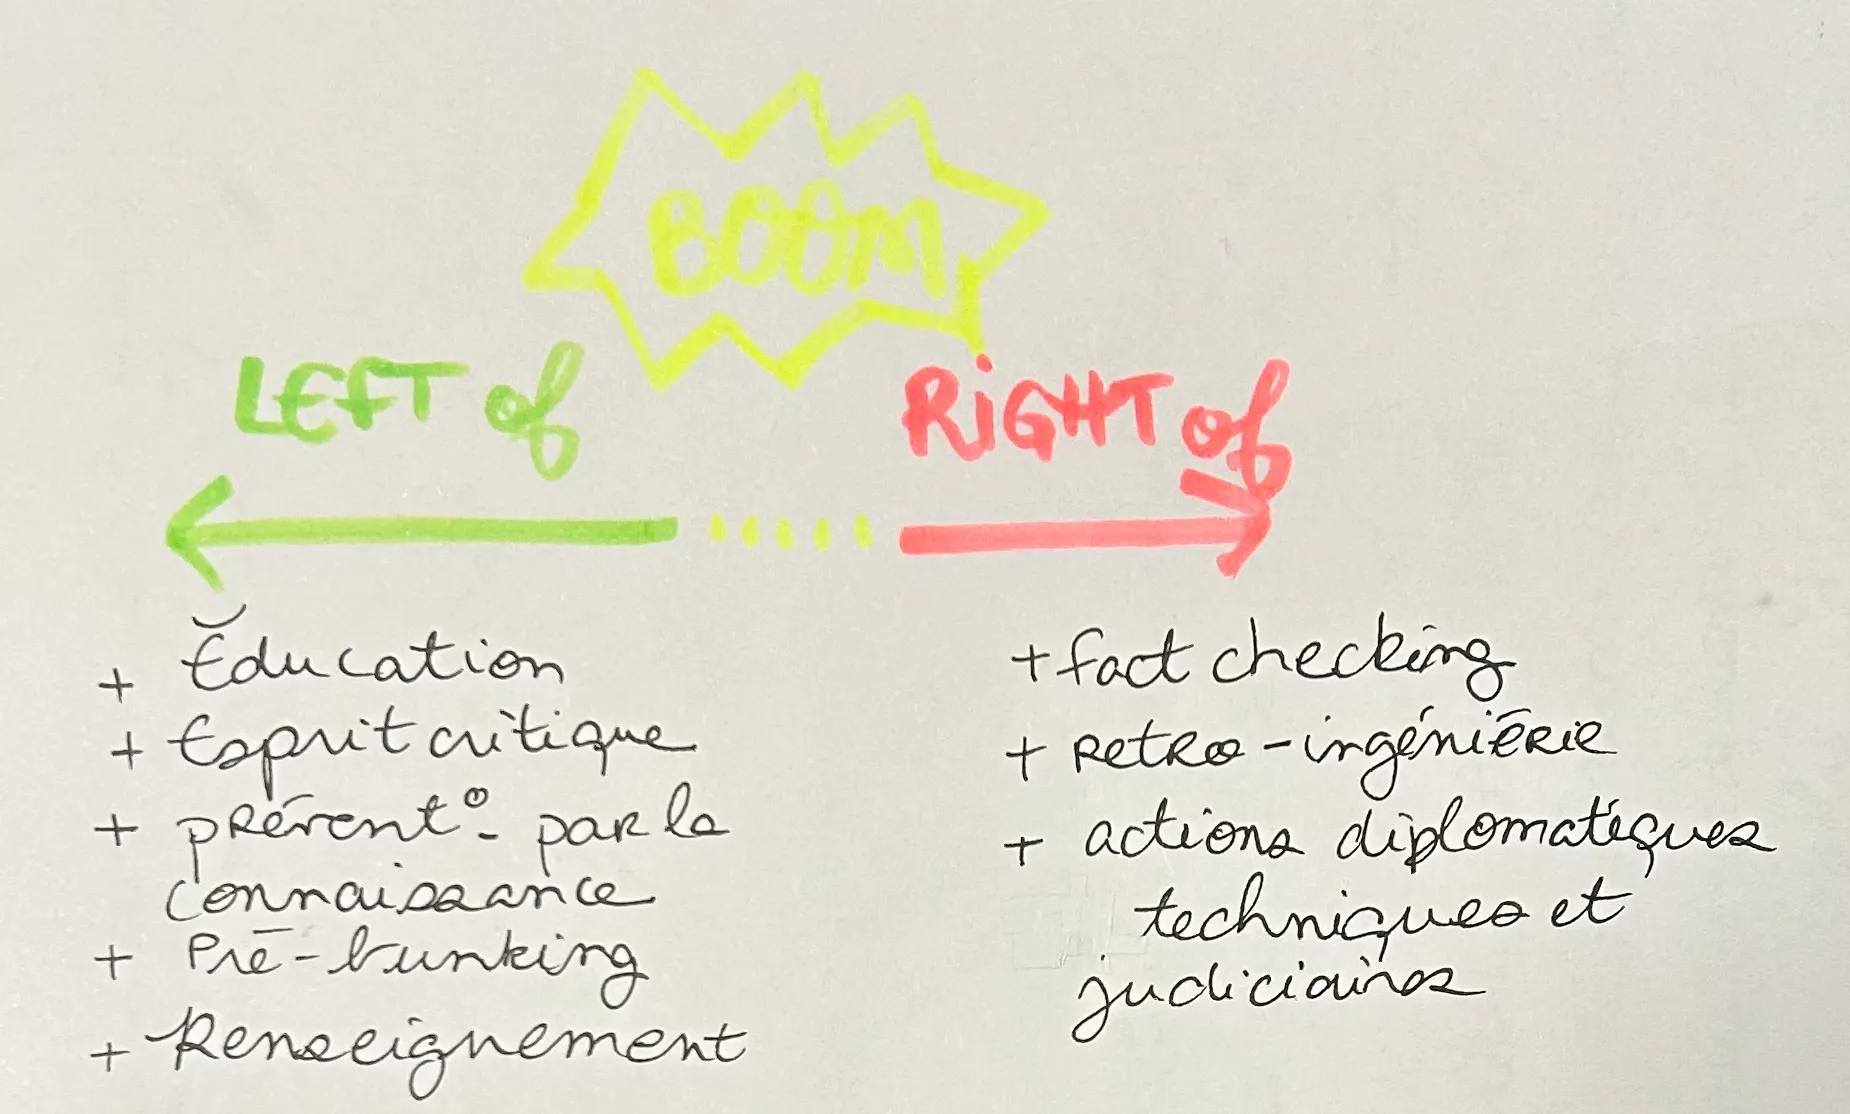 BOOM
LEFT of
RiGHT of
+ Éducation
+ Esprit critique
+ prévent° par la
connaissance
+ Pré-bunking
+ Renseignement
+ fact checking
+ retro-ingéniérie
+ actions diplomatiques
techniques et
judiciaires